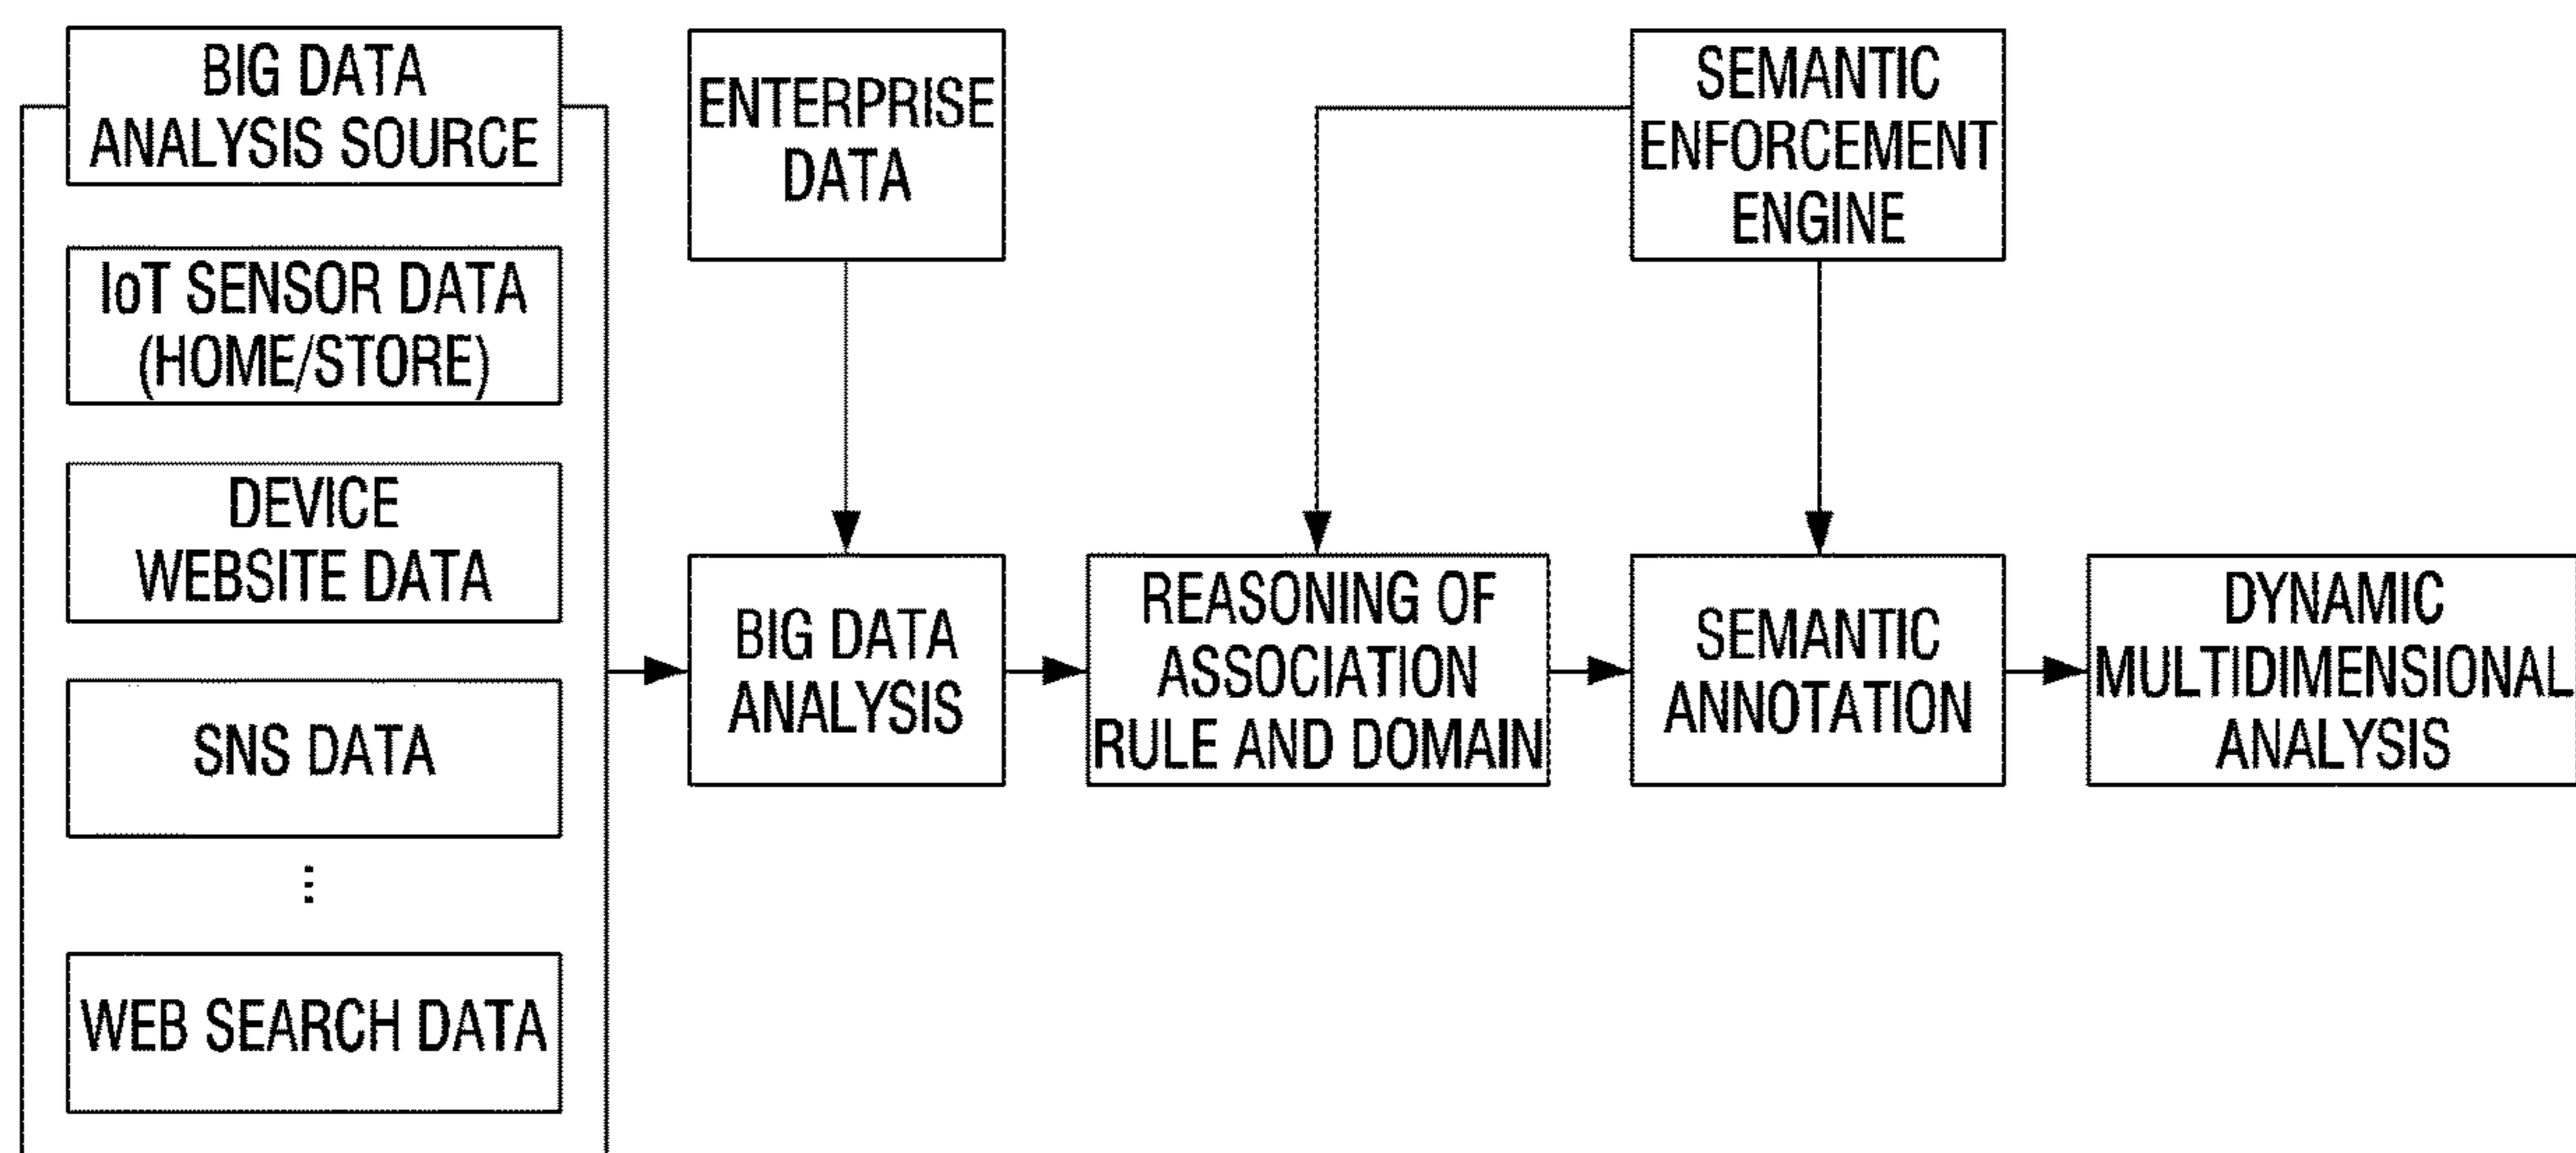 BIG DATA
ANALYSIS SOURCE
IoT SENSOR DATA
(HOME/STORE)
DEVICE
WEBSITE DATA
SNS DATA
⋮
WEB SEARCH DATA
ENTERPRISE
DATA
BIG DATA
ANALYSIS
REASONING OF
ASSOCIATION
RULE AND DOMAIN
SEMANTIC
ENFORCEMENT
ENGINE
SEMANTIC
ANNOTATION
DYNAMIC
MULTIDIMENSIONAL
ANALYSIS